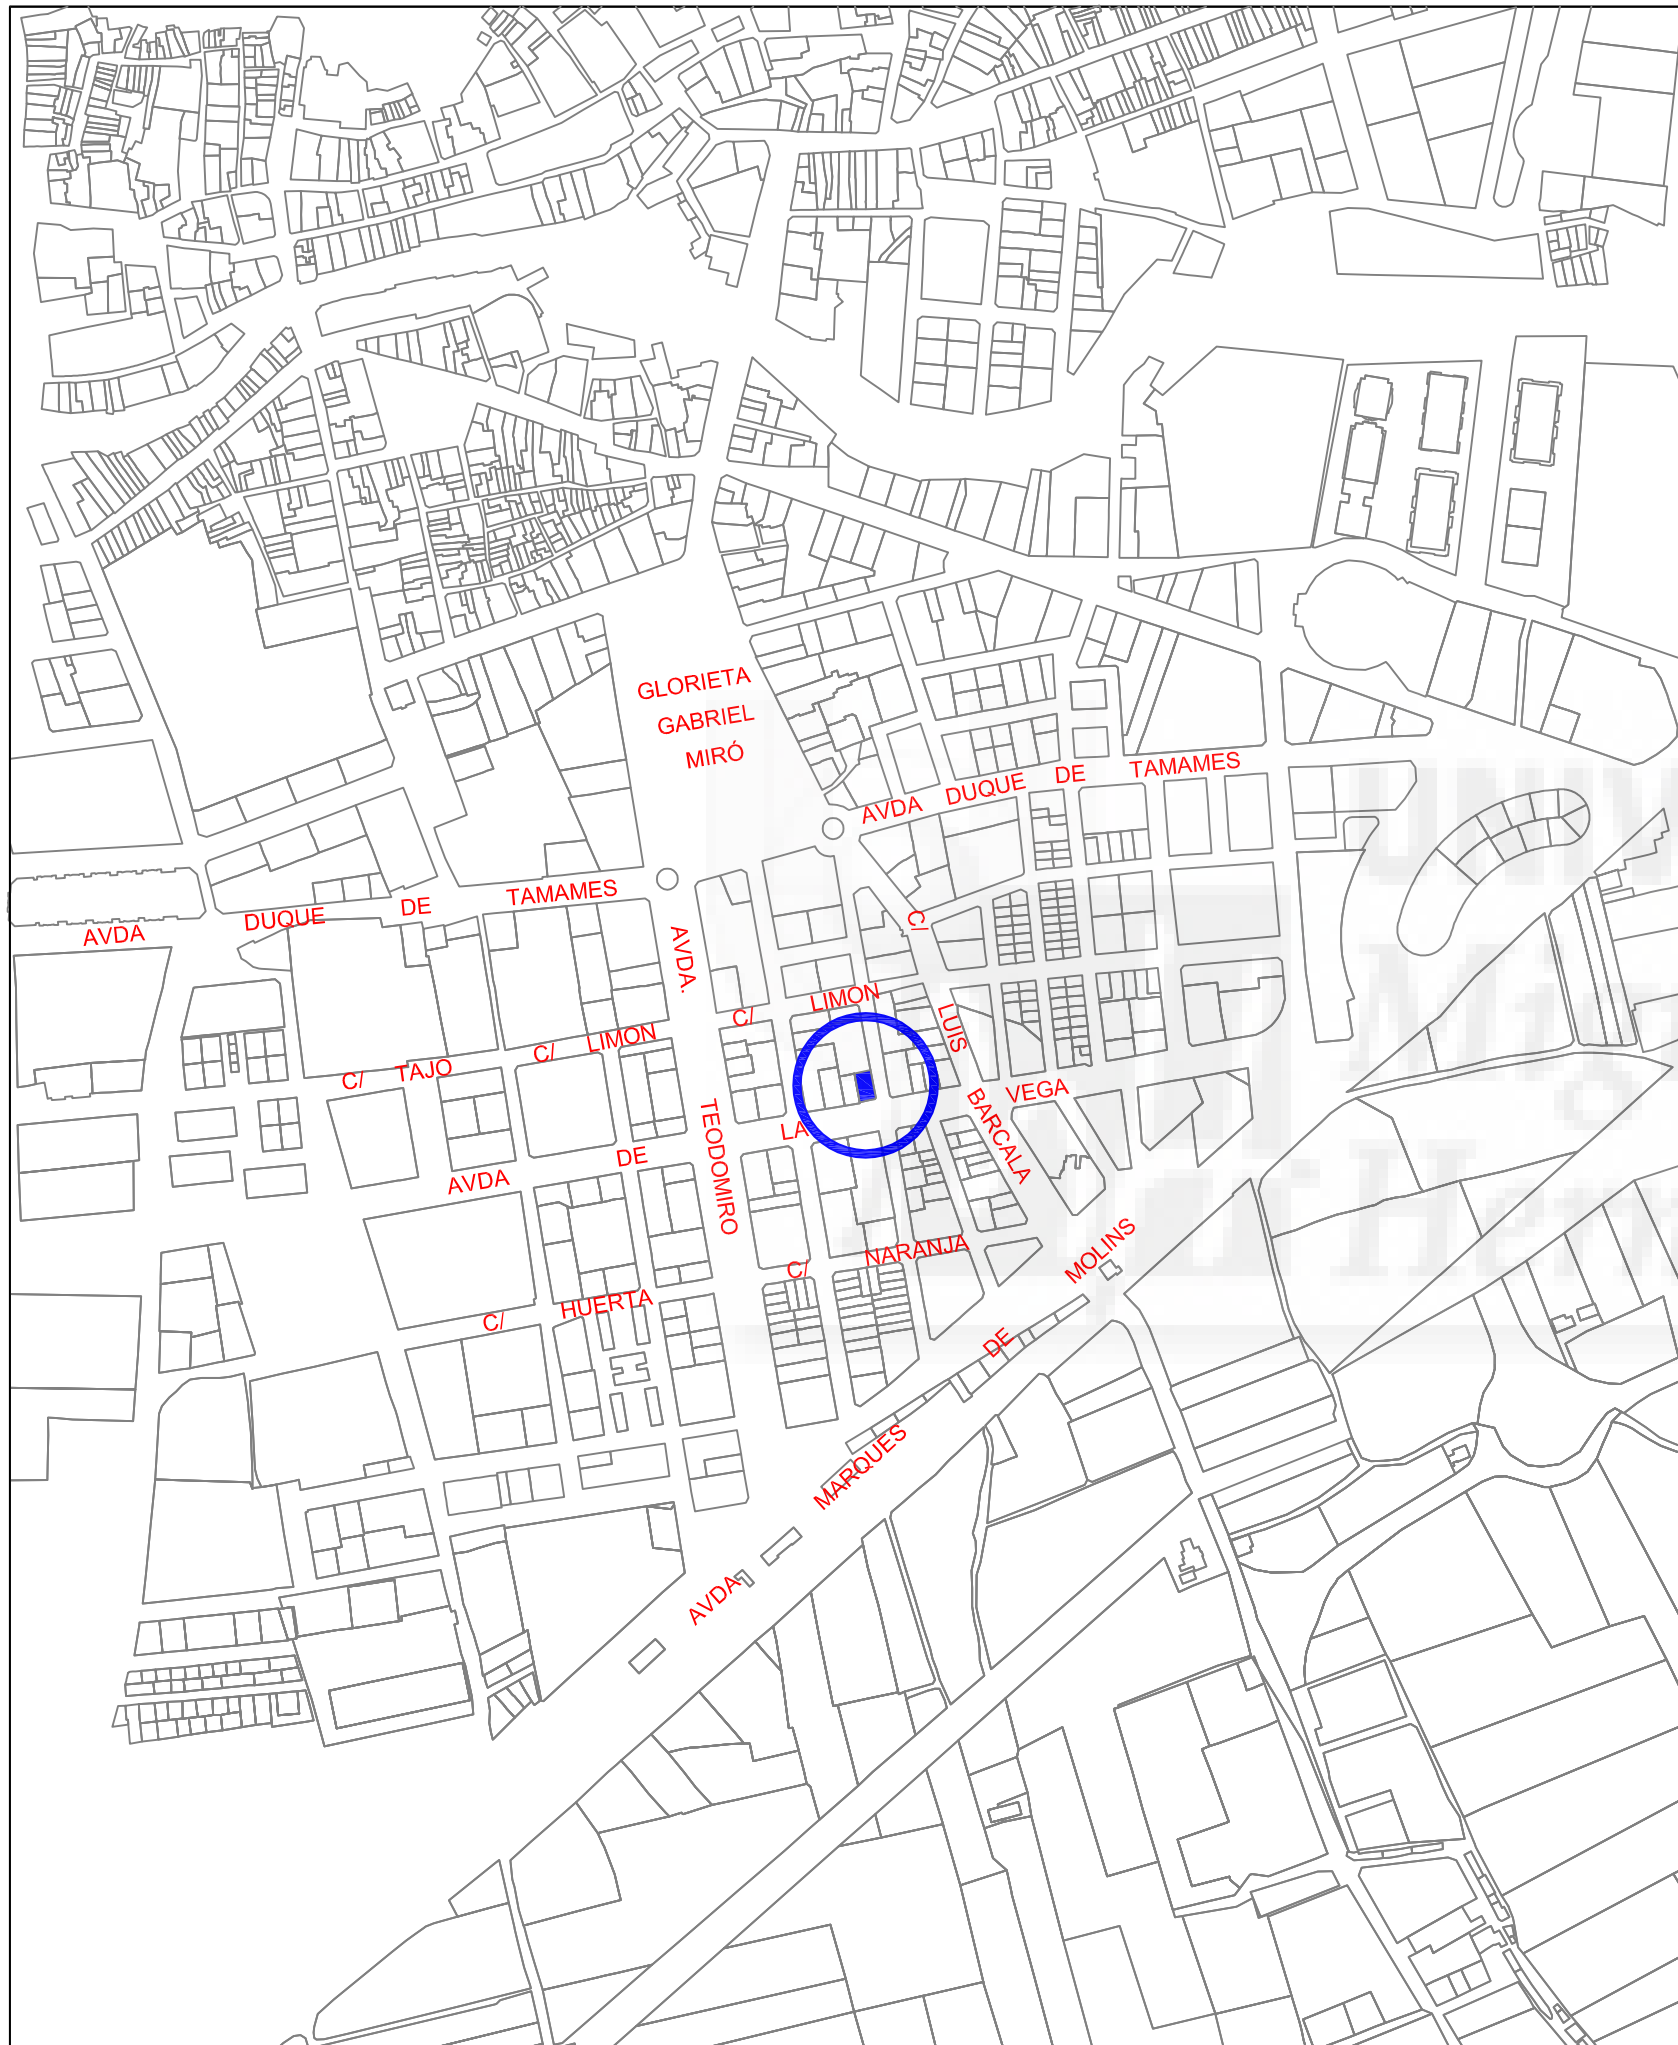 GLORIETA
GABRIEL
MIRÓ
AVDA DUQUE DE TAMAMES
AVDA DUQUE DE TAMAMES
C/ LUIS BARCALA
AVDA. TEODOMIRO
C/ LIMON
C/ TAJO
C/ LIMON
AVDA DE LA VEGA
C/ HUERTA
C/ NARANJA
AVDA MARQUES DE MOLINS